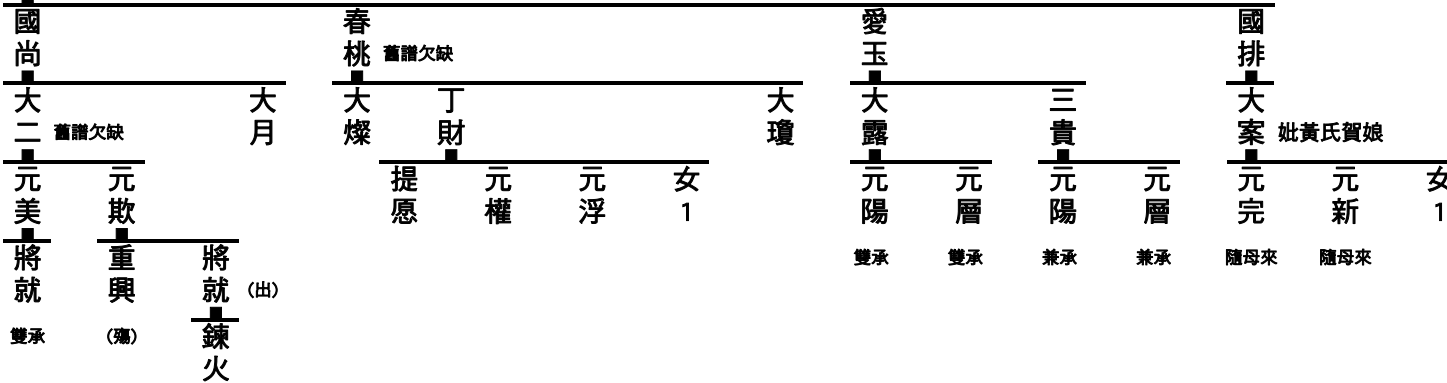 國尚
春桃 舊譜欠缺
愛玉
國排
大二 舊譜欠缺
大月
大燦
丁財
大瓊
大露
三貴
大案 妣黃氏賀娘
元美
元欺
提愿
元權
元浮
女1
元陽 雙承
元層 雙承
元陽 兼承
元層 兼承
元完 隨母來
元新 隨母來
女1
將就 雙承
重興 （殤）
將就 （出）
鍊火